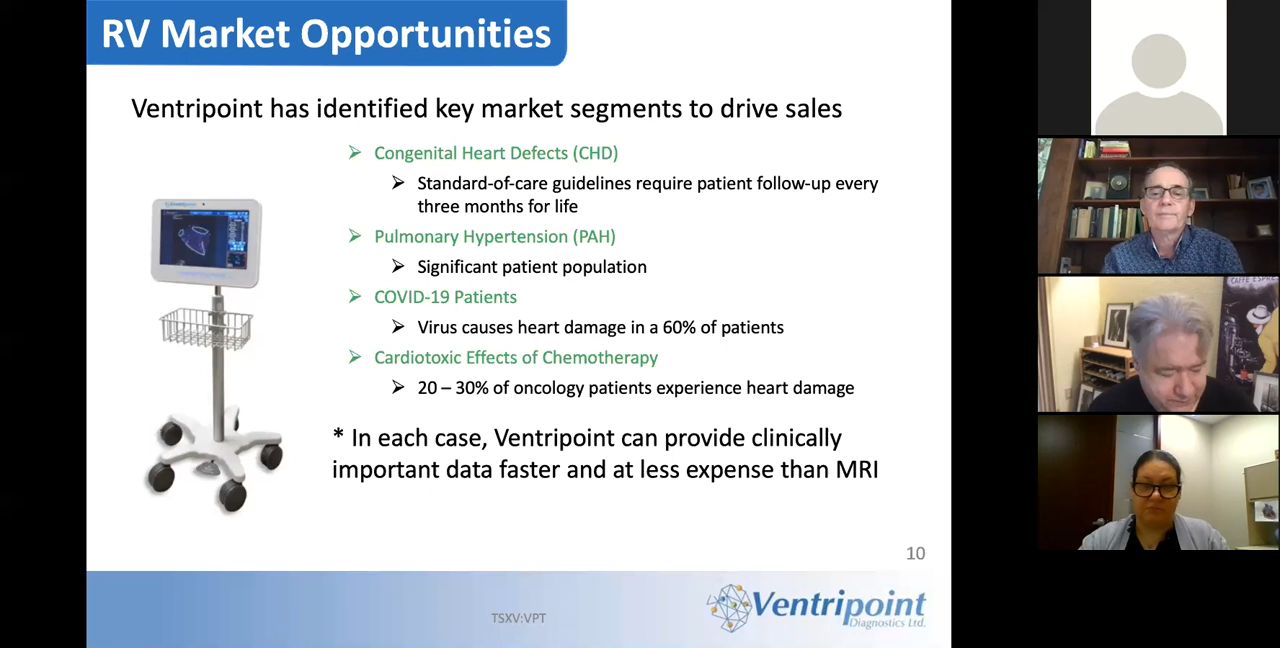 RV Market Opportunities
Ventripoint has identified key market segments to drive sales
Congenital Heart Defects (CHD)
Standard-of-care guidelines require patient follow-up every
three months for life
Pulmonary Hypertension (PAH)
Significant patient population
COVID-19 Patients
Virus causes heart damage in a 60% of patients
Cardiotoxic Effects of Chemotherapy
20 – 30% of oncology patients experience heart damage
* In each case, Ventripoint can provide clinically
important data faster and at less expense than MRI
10
TSXV:VPT
Ventripoint
Diagnostics Ltd.
Ventripoint
CAFFÈ ESPRE